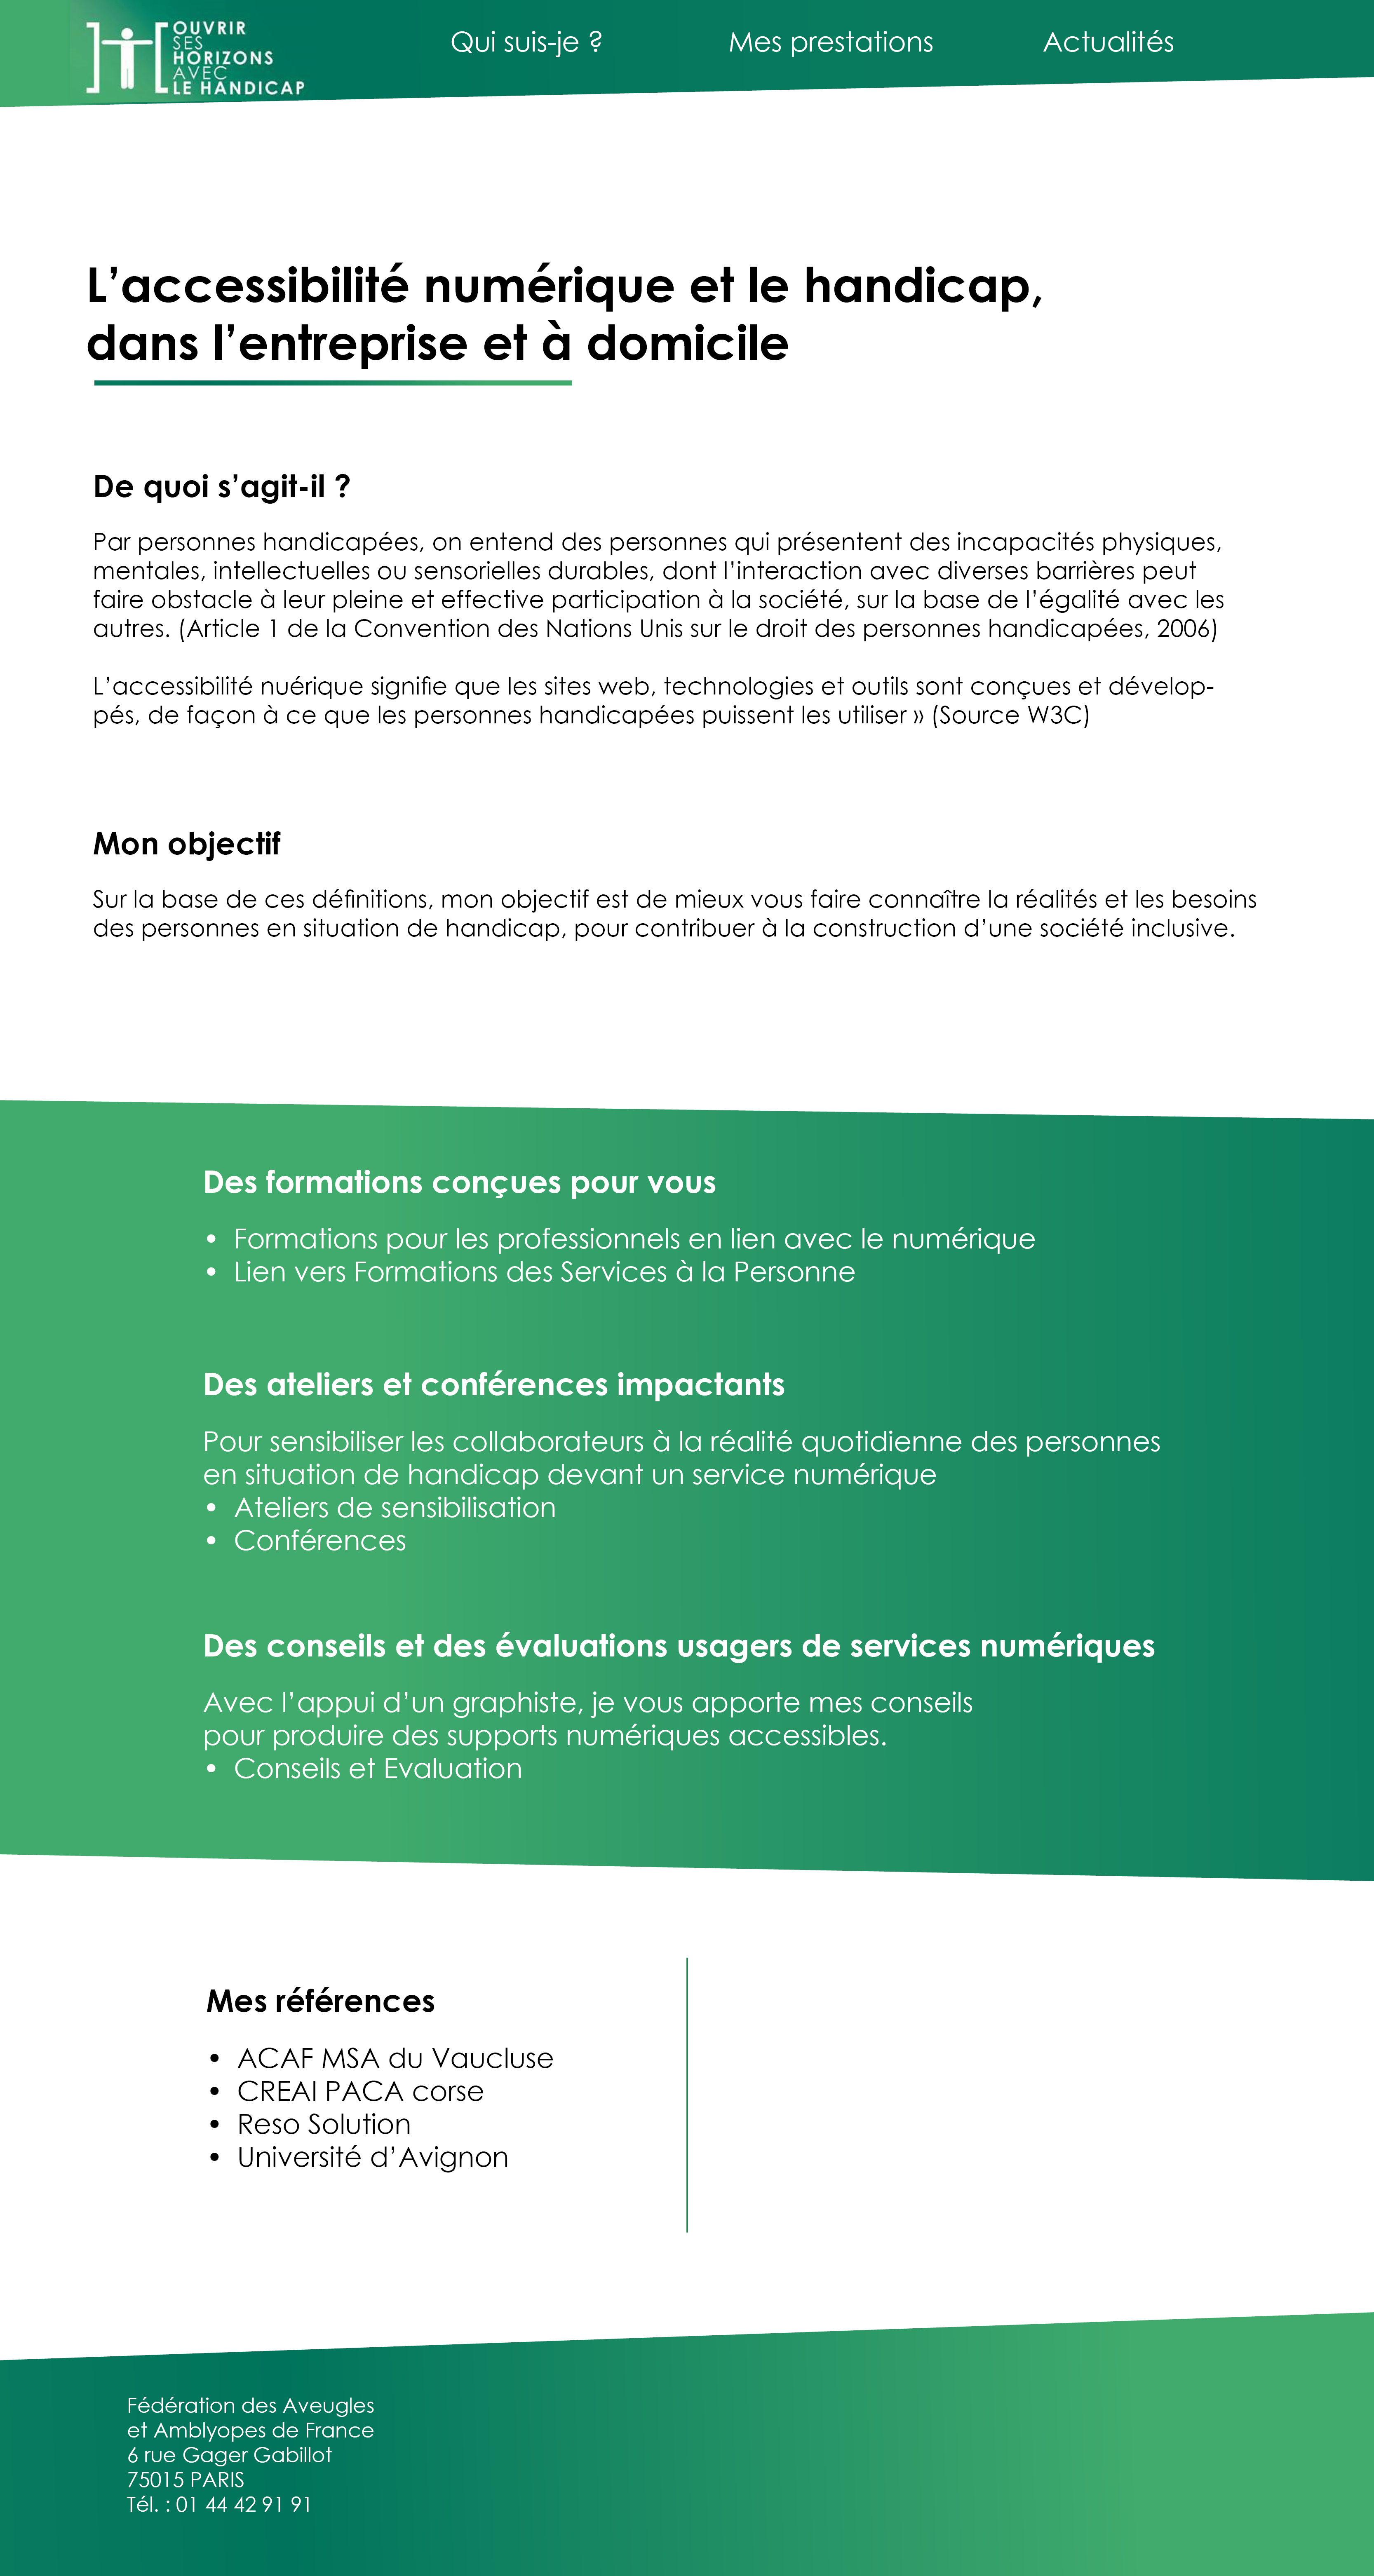 OUVRIR
SES
HORIZONS
AVEC
LE HANDICAP
Qui suis-je ?
Mes prestations
Actualités
L’accessibilité numérique et le handicap,
dans l’entreprise et à domicile
De quoi s’agit-il ?
Par personnes handicapées, on entend des personnes qui présentent des incapacités physiques,
mentales, intellectuelles ou sensorielles durables, dont l’interaction avec diverses barrières peut
faire obstacle à leur pleine et effective participation à la société, sur la base de l’égalité avec les
autres. (Article 1 de la Convention des Nations Unis sur le droit des personnes handicapées, 2006)
L’accessibilité nuérique signifie que les sites web, technologies et outils sont conçues et dévelop-
pés, de façon à ce que les personnes handicapées puissent les utiliser » (Source W3C)
Mon objectif
Sur la base de ces définitions, mon objectif est de mieux vous faire connaître la réalités et les besoins
des personnes en situation de handicap, pour contribuer à la construction d’une société inclusive.
Des formations conçues pour vous
• Formations pour les professionnels en lien avec le numérique
• Lien vers Formations des Services à la Personne
Des ateliers et conférences impactants
Pour sensibiliser les collaborateurs à la réalité quotidienne des personnes
en situation de handicap devant un service numérique
• Ateliers de sensibilisation
• Conférences
Des conseils et des évaluations usagers de services numériques
Avec l’appui d’un graphiste, je vous apporte mes conseils
pour produire des supports numériques accessibles.
• Conseils et Evaluation
Mes références
• ACAF MSA du Vaucluse
• CREAI PACA corse
• Reso Solution
• Université d’Avignon
Fédération des Aveugles
et Amblyopes de France
6 rue Gager Gabillot
75015 PARIS
Tél. : 01 44 42 91 91